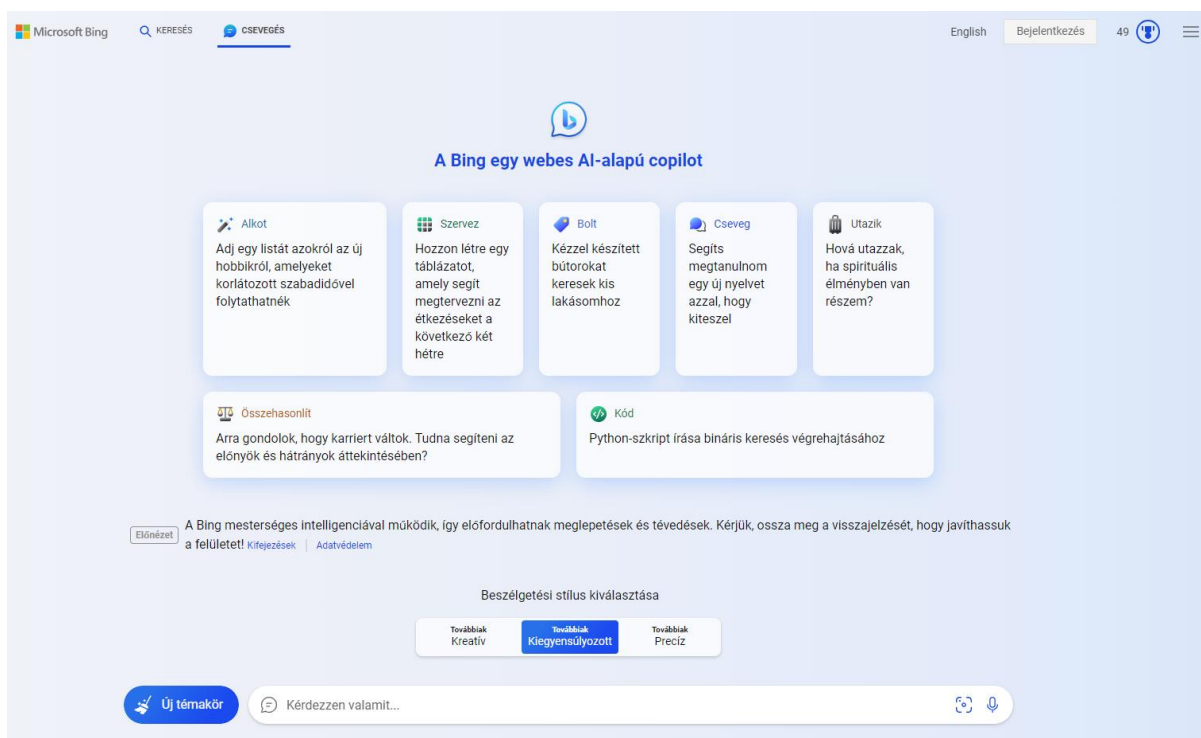 Microsoft Bing
KERESÉS
CSEVEGÉS
English
Bejelentkezés
49
A Bing egy webes AI-alapú copilot
Alkot
Adj egy listát azokról az új
hobbikról, amelyeket
korlátozott szabadidővel
folytathatnék
Szervez
Hozzon létre egy
táblázatot,
amely segít
megtervezni az
étkezéseket a
következő két
hétre
Bolt
Kézzel készített
bútorokat
keresek kis
lakásomhoz
Cseveg
Segíts
megtanulnom
egy új nyelvet
azzal, hogy
kiteszel
Utazik
Hová utazzak,
ha spirituális
élményben van
részem?
Összehasonlít
Arra gondolok, hogy karriert váltok. Tudna segíteni az
előnyök és hátrányok áttekintésében?
Kód
Python-szkript írása bináris keresés végrehajtásához
Előnézet
A Bing mesterséges intelligenciával működik, így előfordulhatnak meglepetések és tévedések. Kérjük, ossza meg a visszajelzését, hogy javíthassuk
a felületet! Kifejezések Adatvédelem
Beszélgetési stílus kiválasztása
Továbbiak
Kreatív
Továbbiak
Kiegyensúlyozott
Továbbiak
Precíz
Új témakör
Kérdezzen valamit...